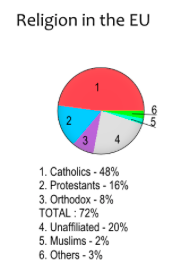 Religion in the EU
1
6
5
2
3
4
1. Catholics - 48%
2. Protestants - 16%
3. Orthodox - 8%
TOTAL : 72%
4. Unaffiliated - 20%
5. Muslims - 2%
6. Others - 3%